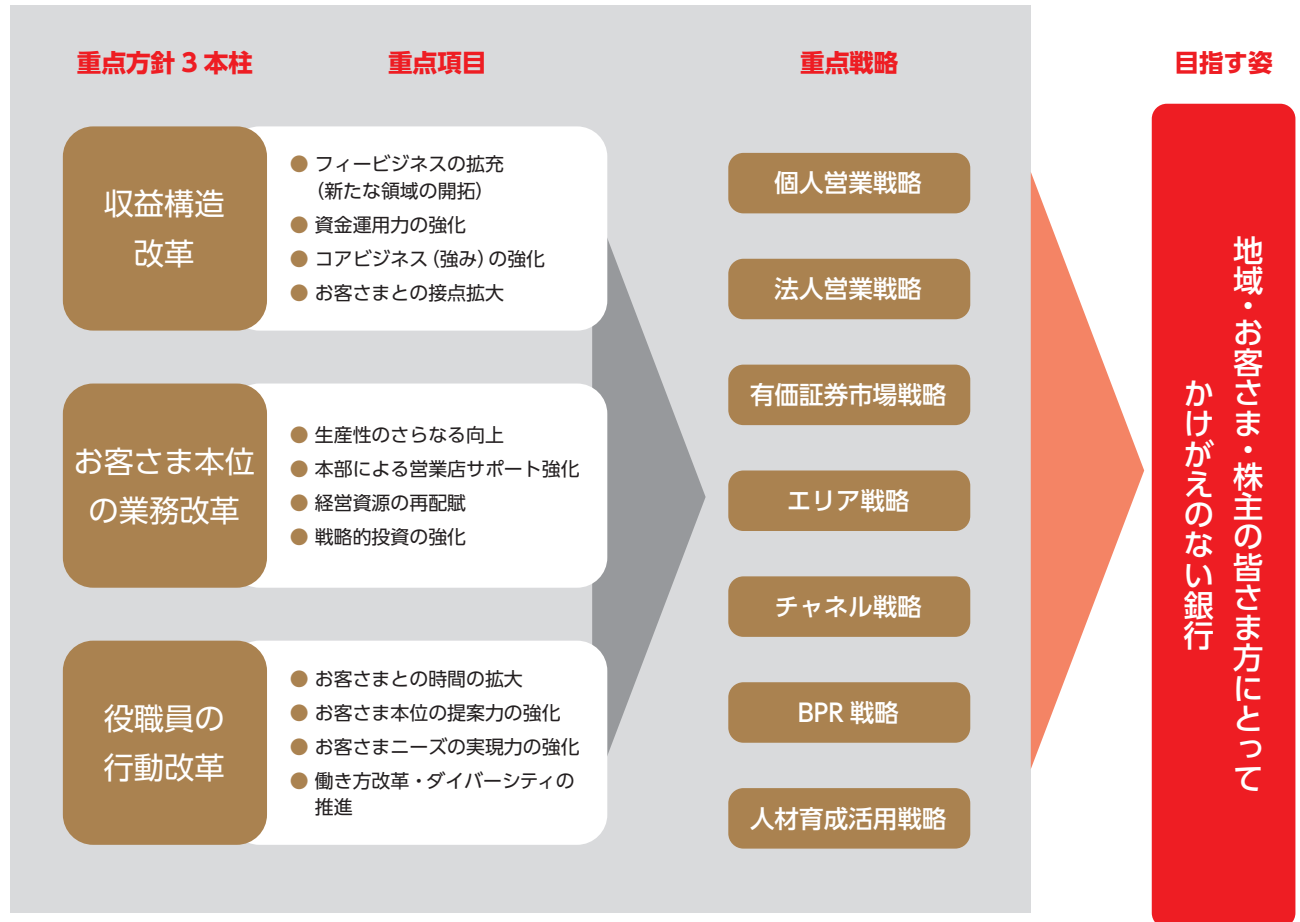 重点方針 3 本柱
重点項目
重点戦略
目指す姿
収益構造
改革
● フィービジネスの拡充
（新たな領域の開拓）
● 資金運用力の強化
● コアビジネス（強み）の強化
● お客さまとの接点拡大
お客さま本位
の業務改革
● 生産性のさらなる向上
● 本部による営業店サポート強化
● 経営資源の再配賦
● 戦略的投資の強化
役職員の
行動改革
● お客さまとの時間の拡大
● お客さま本位の提案力の強化
● お客さまニーズの実現力の強化
● 働き方改革・ダイバーシティの
推進
個人営業戦略
法人営業戦略
有価証券市場戦略
エリア戦略
チャネル戦略
BPR 戦略
人材育成活用戦略
地域・お客さま・株主の皆さま方にとって
かけがえのない銀行